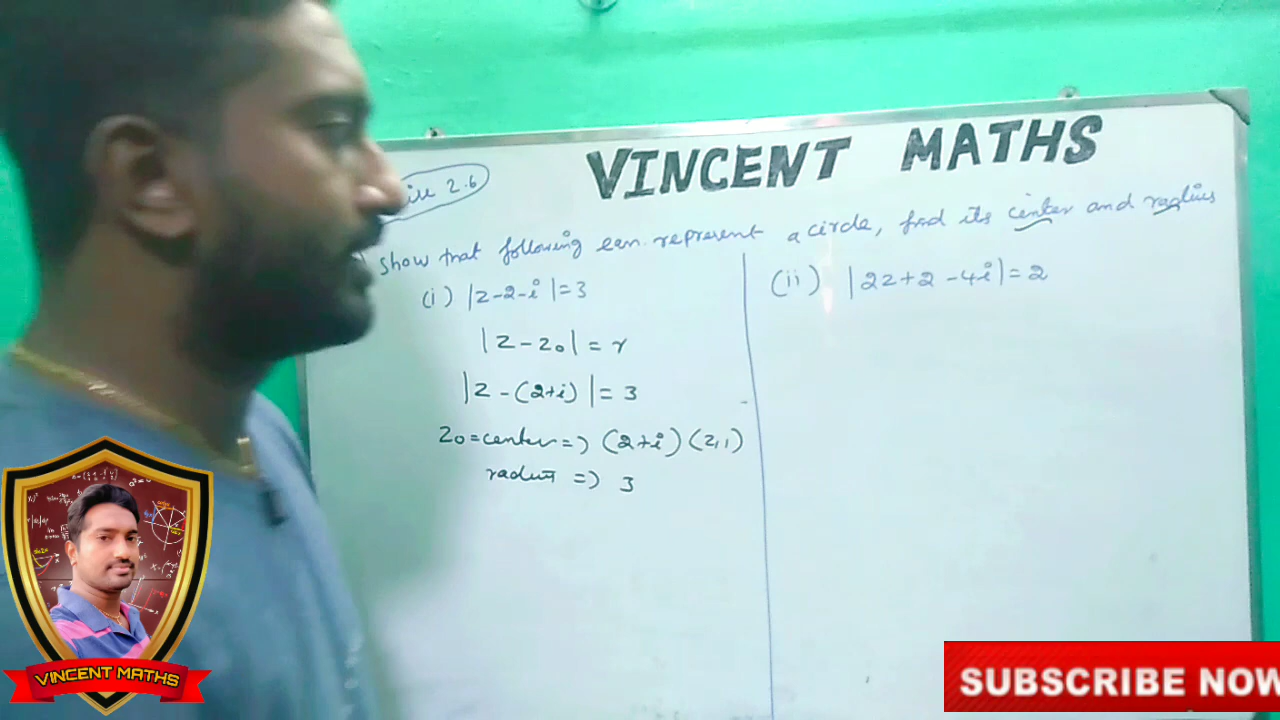 VINCENT MATHS
2.6
show that following eqn. represent a circle, find its center and radius
(i) |z-2-i|=3
|z-z₀| = r
|z-(2+i)|=3
z₀=center=> (2+i)(2,1)
radius => 3
(ii) |2z+2-4i|=2
VINCENT MATHS
SUBSCRIBE NOW